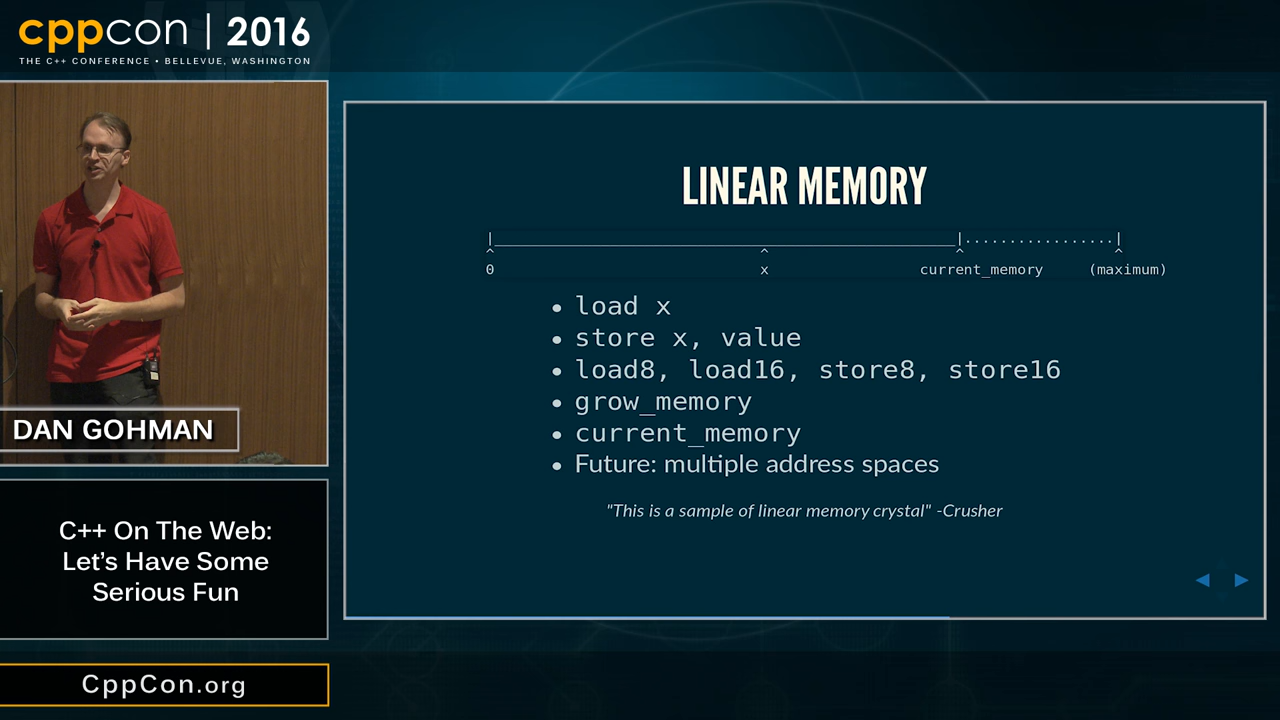 cppcon | 2016
THE C++ CONFERENCE • BELLEVUE, WASHINGTON
DAN GOHMAN
C++ On The Web:
Let's Have Some
Serious Fun
CppCon.org
LINEAR MEMORY
|____________________________________________________|.................|
^ ^ ^ ^
0 x current_memory (maximum)
• load x
• store x, value
• load8, load16, store8, store16
• grow_memory
• current_memory
• Future: multiple address spaces
"This is a sample of linear memory crystal" -Crusher